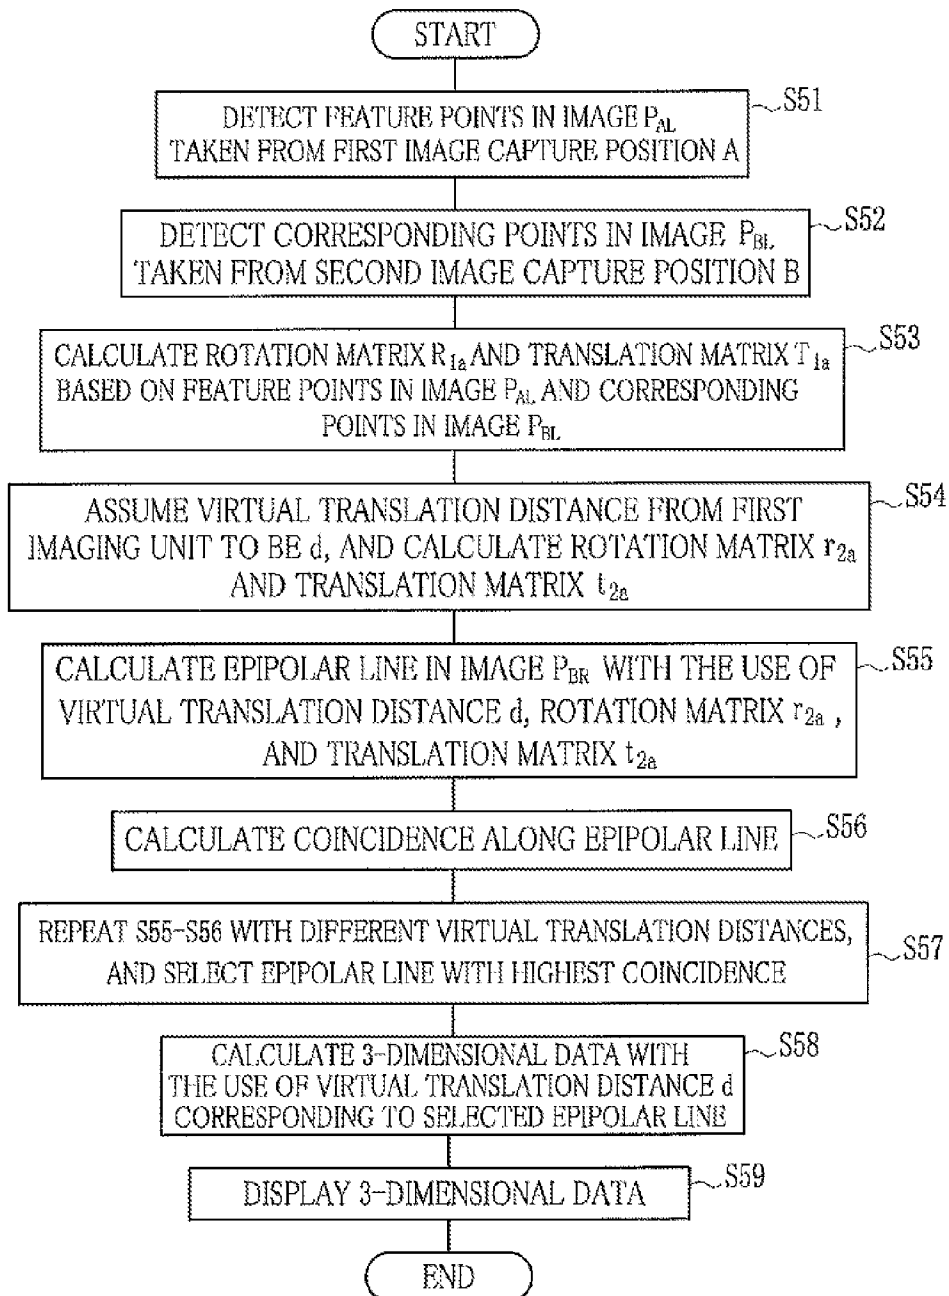 START
S51
DETECT FEATURE POINTS IN IMAGE PAL
TAKEN FROM FIRST IMAGE CAPTURE POSITION A
S52
DETECT CORRESPONDING POINTS IN IMAGE PBL
TAKEN FROM SECOND IMAGE CAPTURE POSITION B
S53
CALCULATE ROTATION MATRIX R1a AND TRANSLATION MATRIX T1a
BASED ON FEATURE POINTS IN IMAGE PAL AND CORRESPONDING
POINTS IN IMAGE PBL
S54
ASSUME VIRTUAL TRANSLATION DISTANCE FROM FIRST
IMAGING UNIT TO BE d, AND CALCULATE ROTATION MATRIX r2a
AND TRANSLATION MATRIX t2a
S55
CALCULATE EPIPOLAR LINE IN IMAGE PBR WITH THE USE OF
VIRTUAL TRANSLATION DISTANCE d, ROTATION MATRIX r2a ,
AND TRANSLATION MATRIX t2a
S56
CALCULATE COINCIDENCE ALONG EPIPOLAR LINE
S57
REPEAT S55-S56 WITH DIFFERENT VIRTUAL TRANSLATION DISTANCES,
AND SELECT EPIPOLAR LINE WITH HIGHEST COINCIDENCE
S58
CALCULATE 3-DIMENSIONAL DATA WITH
THE USE OF VIRTUAL TRANSLATION DISTANCE d
CORRESPONDING TO SELECTED EPIPOLAR LINE
S59
DISPLAY 3-DIMENSIONAL DATA
END